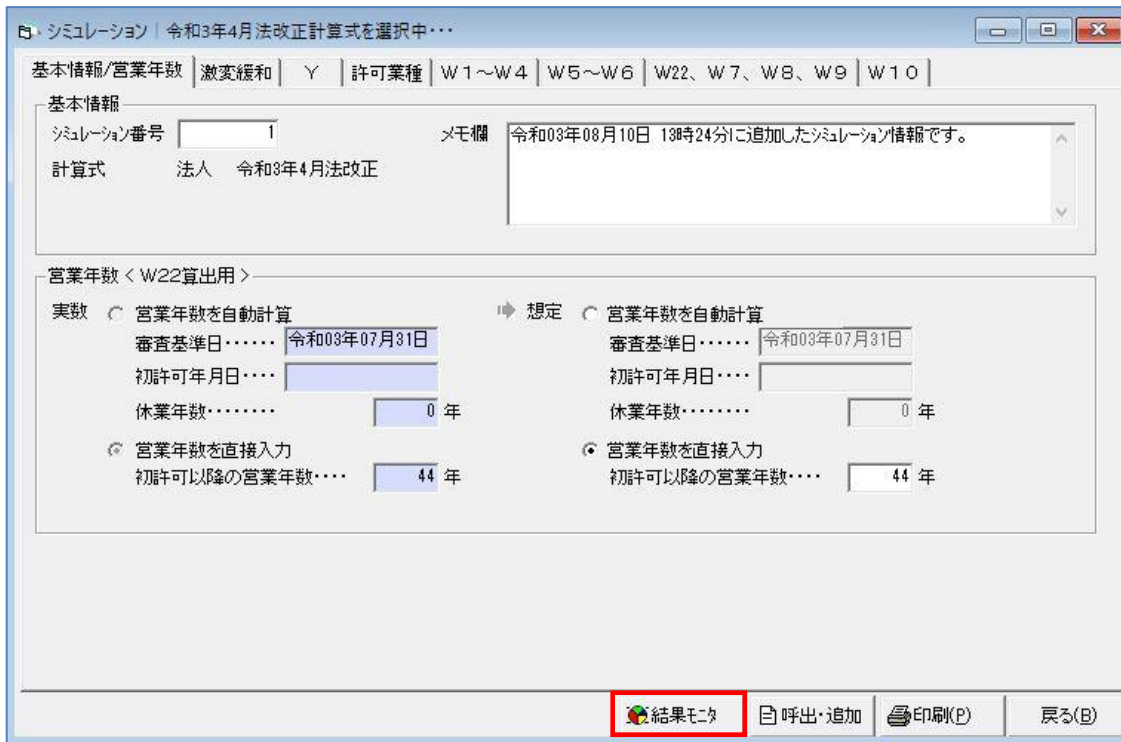 シミュレーション｜令和3年4月法改正計算式を選択中・・・
基本情報/営業年数 激変緩和 Y 許可業種 W1～W4 W5～W6 W22、W7、W8、W9 W10
基本情報
シミュレーション番号 1 メモ欄 令和03年08月10日 13時24分に追加したシミュレーション情報です。
計算式 法人 令和3年4月法改正
営業年数＜W22算出用＞
実数 営業年数を自動計算 想定 営業年数を自動計算
審査基準日・・・・・・ 令和03年07月31日 審査基準日・・・・・・ 令和03年07月31日
初許可年月日・・・・ 初許可年月日・・・・
休業年数・・・・・・・・ 0 年 休業年数・・・・・・・・ 0 年
営業年数を直接入力 営業年数を直接入力
初許可以降の営業年数・・・・ 44 年 初許可以降の営業年数・・・・ 44 年
結果モニタ 呼出・追加 印刷(P) 戻る(B)